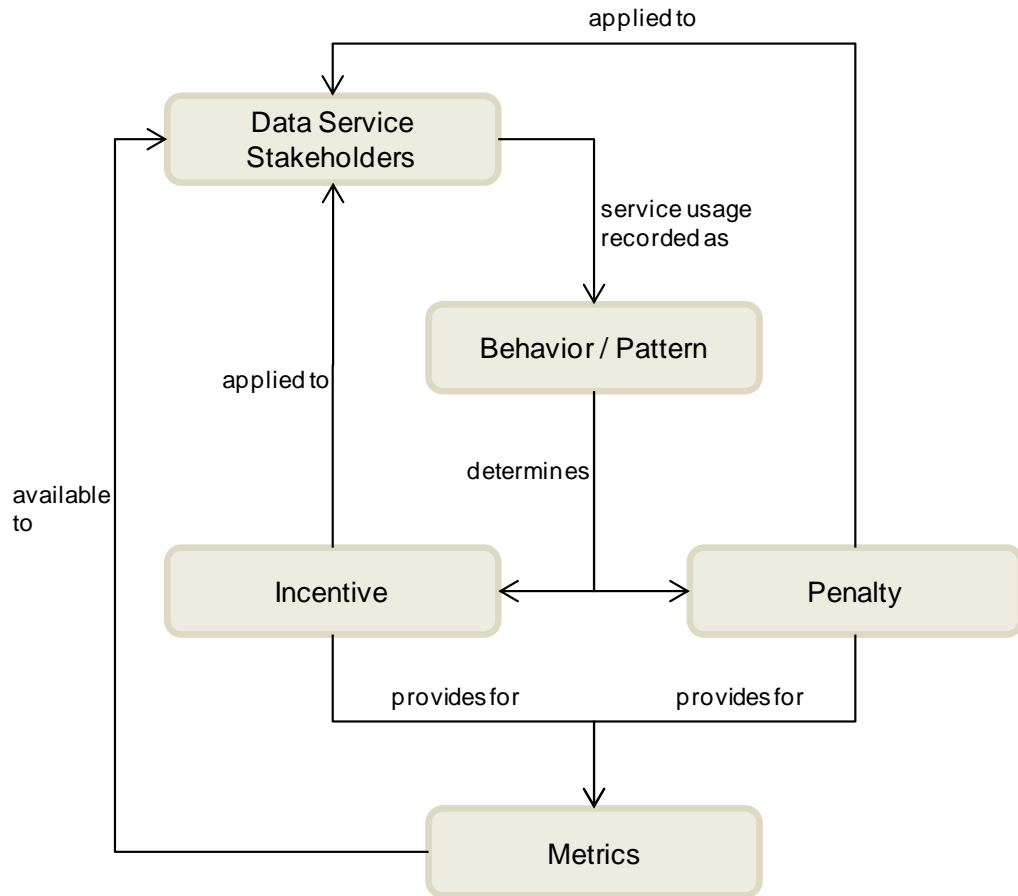 applied to
Data Service
Stakeholders
service usage
recorded as
Behavior / Pattern
applied to
determines
available
to
Incentive
Penalty
provides for
provides for
Metrics